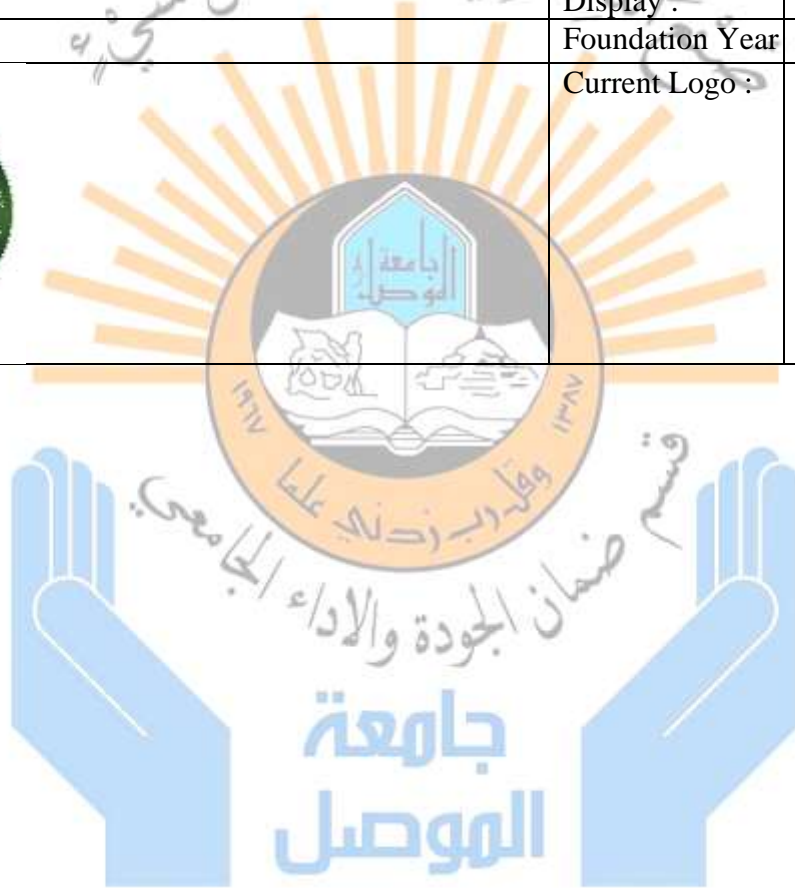 Display :
Foundation Year
Current Logo :
جامعة
الموصل
١٩٦٧
١٣٨٧
وقل رب زدني علما
قسم ضمان الجودة والاداء الجامعي
جامعة
الموصل